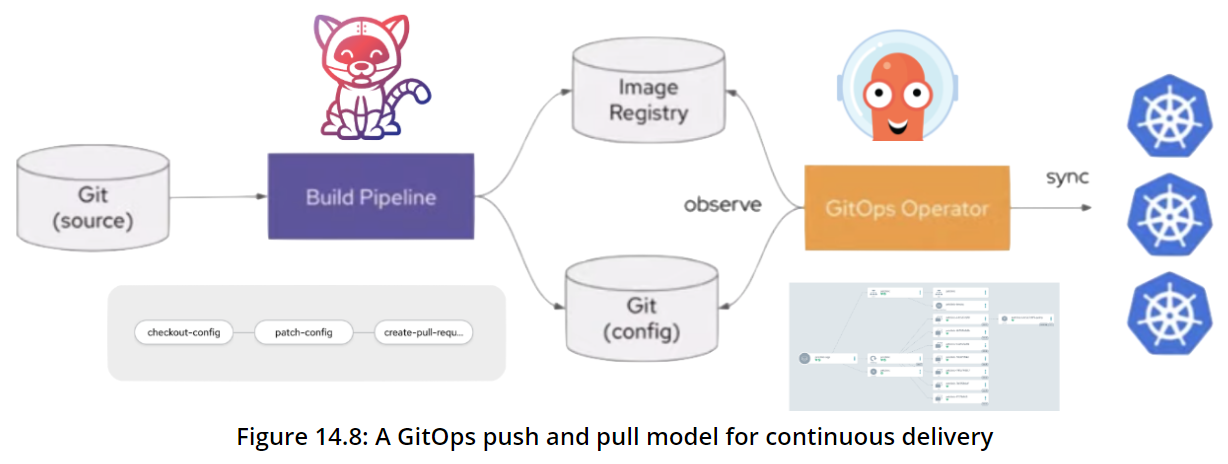 Image
Registry
Git
(source)
Build Pipeline
observe
GitOps Operator
sync
Git
(config)
checkout-config
patch-config
create-pull-requ...
Figure 14.8: A GitOps push and pull model for continuous delivery